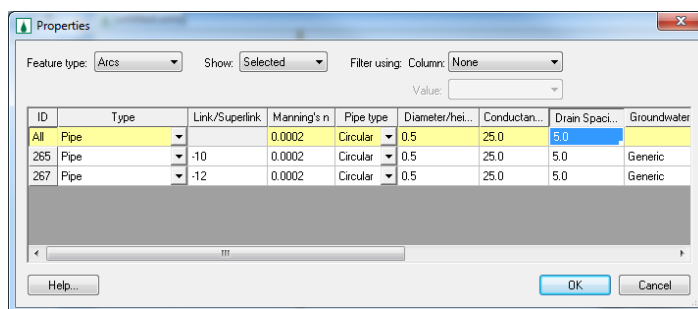 Properties
Feature type: Arcs Show: Selected Filter using: Column: None
Value:
ID Type Link/Superlink Manning's n Pipe type Diameter/hei... Conductan... Drain Spaci... Groundwater
All Pipe 0.0002 Circular 0.5 25.0 5.0
265 Pipe -10 0.0002 Circular 0.5 25.0 5.0 Generic
267 Pipe -12 0.0002 Circular 0.5 25.0 5.0 Generic
Help... OK Cancel